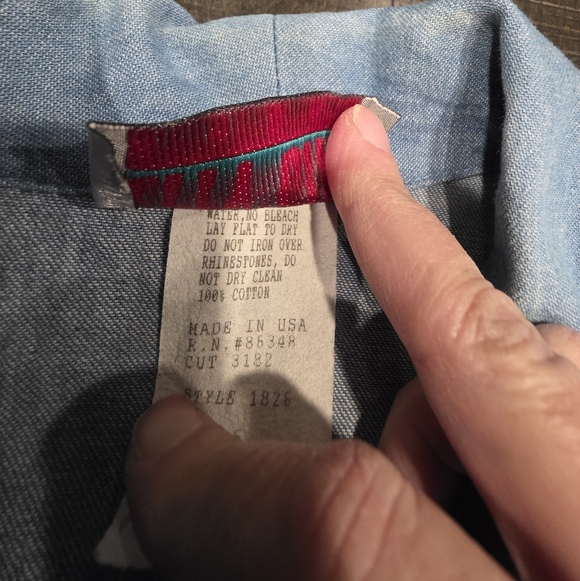 WATER, NO BLEACH
LAY FLAT TO DRY
DO NOT IRON OVER
RHINESTONES, DO
NOT DRY CLEAN
100% COTTON
MADE IN USA
R.N.#86348
CUT 3182
STYLE 1826